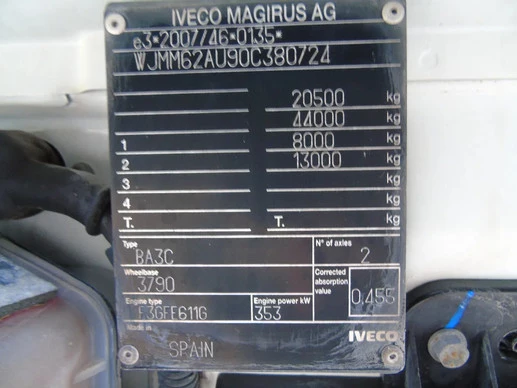 IVECO MAGIRUS AG
e3*2007/46*0135*
WJMM62AU90C380724
20500 kg
44000 kg
1 8000 kg
2 13000 kg
3 kg
4 kg
T. T. kg
Type N° of axles
BA3C 2
Wheelbase Corrected absorption value
3790 0,455
Engine type Engine power kW
F3GFE611G 353
Made in IVECO
SPAIN